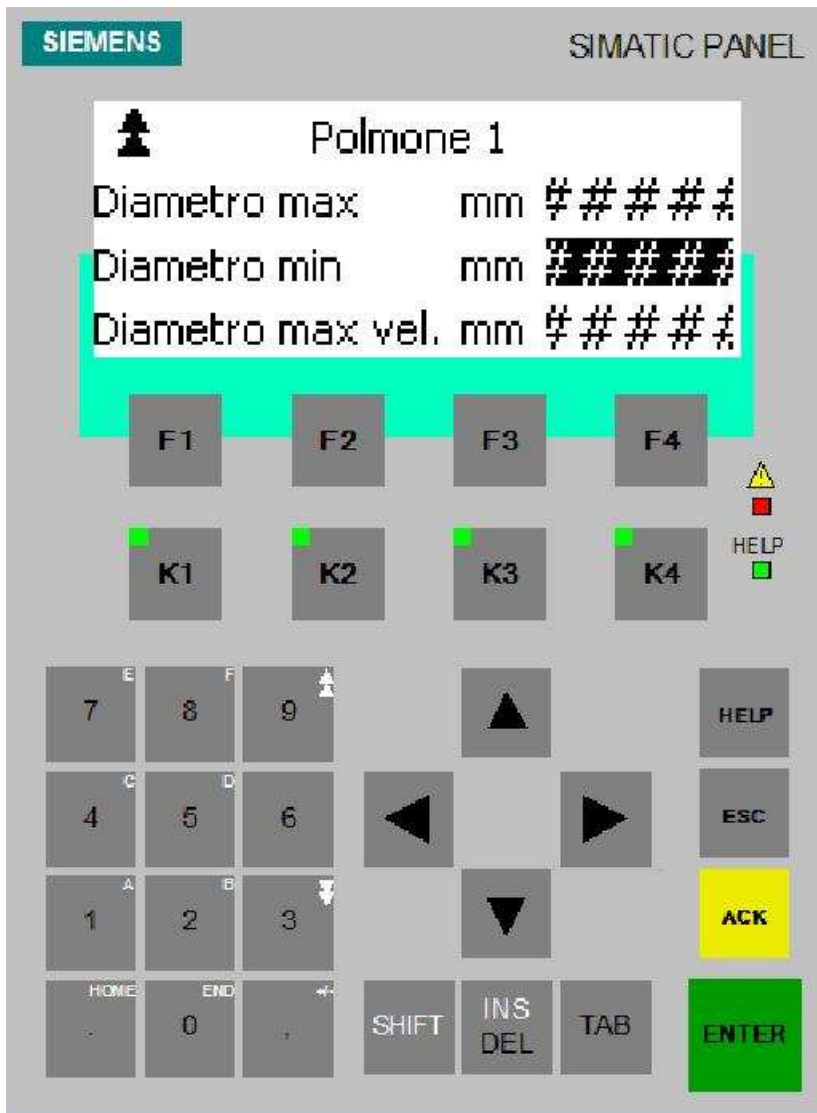 SIEMENS SIMATIC PANEL
Polmone 1
Diametro max mm #####
Diametro min mm #####
Diametro max vel. mm #####
F1 F2 F3 F4
K1 K2 K3 K4
HELP
E F
7 8 9 HELP
C D
4 5 6 ESC
A B
1 2 3 ACK
HOME END +/-
. 0 , SHIFT INS DEL TAB ENTER